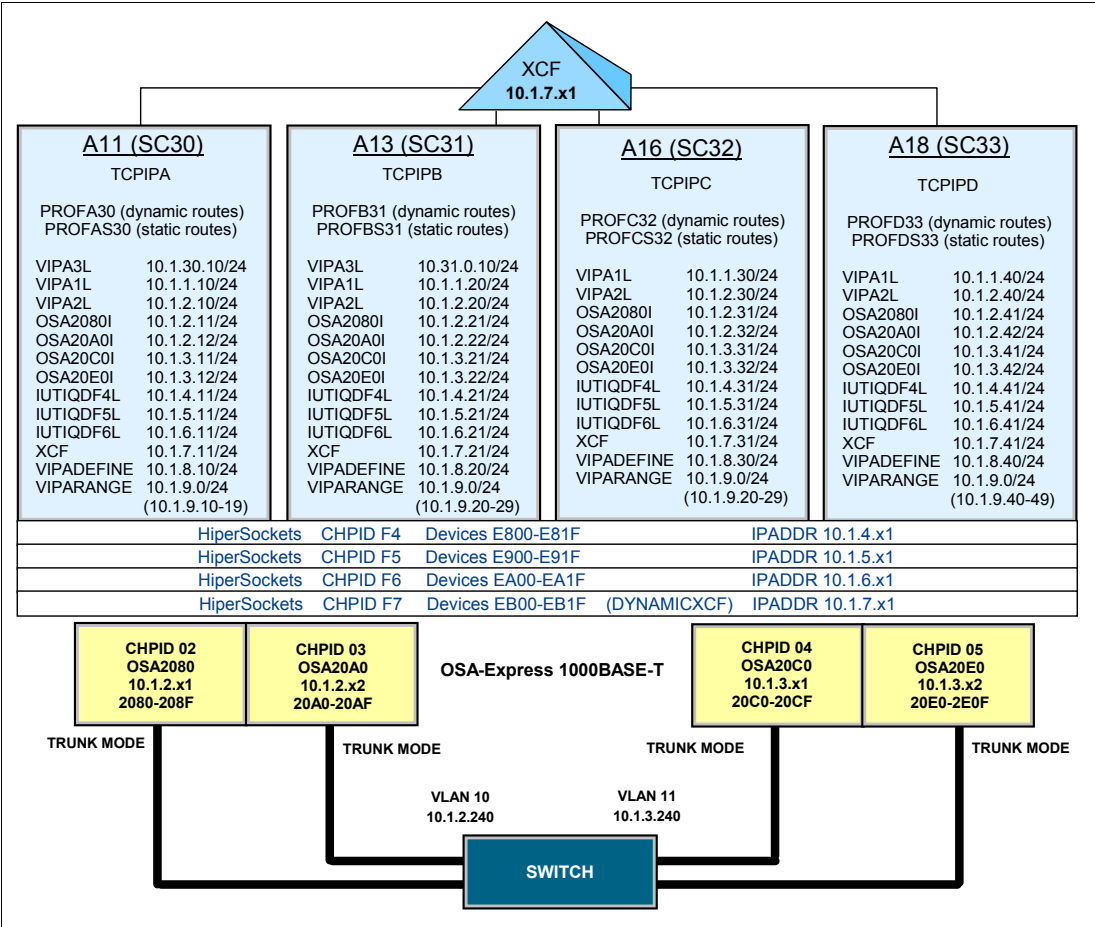 XCF
10.1.7.x1
A11 (SC30)
TCPIPA
PROFA30 (dynamic routes)
PROFAS30 (static routes)
VIPA3L 10.1.30.10/24
VIPA1L 10.1.1.10/24
VIPA2L 10.1.2.10/24
OSA2080I 10.1.2.11/24
OSA20A0I 10.1.2.12/24
OSA20C0I 10.1.3.11/24
OSA20E0I 10.1.3.12/24
IUTIQDF4L 10.1.4.11/24
IUTIQDF5L 10.1.5.11/24
IUTIQDF6L 10.1.6.11/24
XCF 10.1.7.11/24
VIPADEFINE 10.1.8.10/24
VIPARANGE 10.1.9.0/24
(10.1.9.10-19)
A13 (SC31)
TCPIPB
PROFB31 (dynamic routes)
PROFBS31 (static routes)
VIPA3L 10.31.0.10/24
VIPA1L 10.1.1.20/24
VIPA2L 10.1.2.20/24
OSA2080I 10.1.2.21/24
OSA20A0I 10.1.2.22/24
OSA20C0I 10.1.3.21/24
OSA20E0I 10.1.3.22/24
IUTIQDF4L 10.1.4.21/24
IUTIQDF5L 10.1.5.21/24
IUTIQDF6L 10.1.6.21/24
XCF 10.1.7.21/24
VIPADEFINE 10.1.8.20/24
VIPARANGE 10.1.9.0/24
(10.1.9.20-29)
A16 (SC32)
TCPIPC
PROFC32 (dynamic routes)
PROFCS32 (static routes)
VIPA1L 10.1.1.30/24
VIPA2L 10.1.2.30/24
OSA2080I 10.1.2.31/24
OSA20A0I 10.1.2.32/24
OSA20C0I 10.1.3.31/24
OSA20E0I 10.1.3.32/24
IUTIQDF4L 10.1.4.31/24
IUTIQDF5L 10.1.5.31/24
IUTIQDF6L 10.1.6.31/24
XCF 10.1.7.31/24
VIPADEFINE 10.1.8.30/24
VIPARANGE 10.1.9.0/24
(10.1.9.20-29)
A18 (SC33)
TCPIPD
PROFD33 (dynamic routes)
PROFDS33 (static routes)
VIPA1L 10.1.1.40/24
VIPA2L 10.1.2.40/24
OSA2080I 10.1.2.41/24
OSA20A0I 10.1.2.42/24
OSA20C0I 10.1.3.41/24
OSA20E0I 10.1.3.42/24
IUTIQDF4L 10.1.4.41/24
IUTIQDF5L 10.1.5.41/24
IUTIQDF6L 10.1.6.41/24
XCF 10.1.7.41/24
VIPADEFINE 10.1.8.40/24
VIPARANGE 10.1.9.0/24
(10.1.9.40-49)
HiperSockets CHPID F4 Devices E800-E81F IPADDR 10.1.4.x1
HiperSockets CHPID F5 Devices E900-E91F IPADDR 10.1.5.x1
HiperSockets CHPID F6 Devices EA00-EA1F IPADDR 10.1.6.x1
HiperSockets CHPID F7 Devices EB00-EB1F (DYNAMICXCF) IPADDR 10.1.7.x1
CHPID 02
OSA2080
10.1.2.x1
2080-208F
CHPID 03
OSA20A0
10.1.2.x2
20A0-20AF
OSA-Express 1000BASE-T
CHPID 04
OSA20C0
10.1.3.x1
20C0-20CF
CHPID 05
OSA20E0
10.1.3.x2
20E0-2E0F
TRUNK MODE
TRUNK MODE
TRUNK MODE
TRUNK MODE
VLAN 10
10.1.2.240
VLAN 11
10.1.3.240
SWITCH